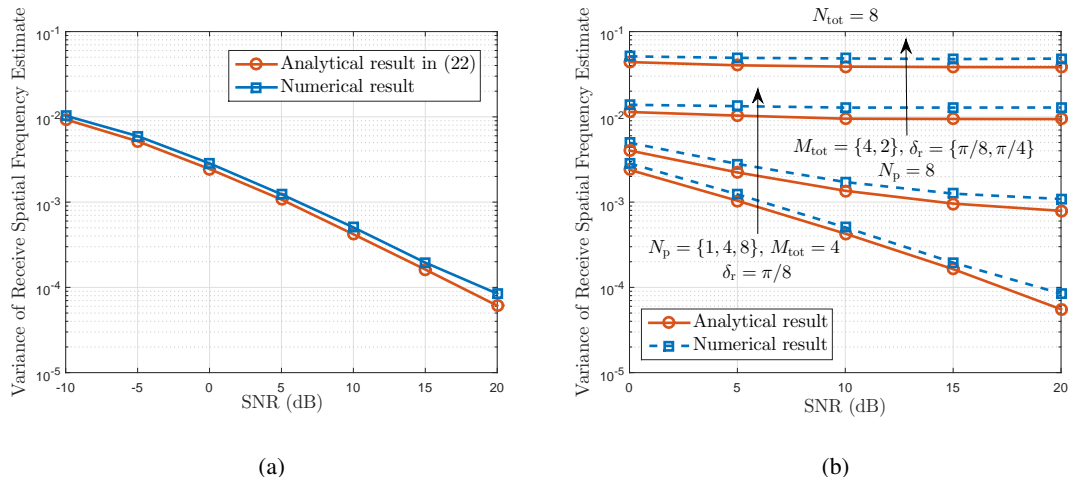 Variance of Receive Spatial Frequency Estimate
10^-1
10^-2
10^-3
10^-4
10^-5
Analytical result in (22)
Numerical result
-10 -5 0 5 10 15 20
SNR (dB)
(a)
Variance of Receive Spatial Frequency Estimate
N_tot = 8
10^-1
10^-2
10^-3
10^-4
10^-5
M_tot = {4, 2}, δ_r = {π/8, π/4}
N_p = 8
N_p = {1, 4, 8}, M_tot = 4
δ_r = π/8
Analytical result
Numerical result
0 5 10 15 20
SNR (dB)
(b)